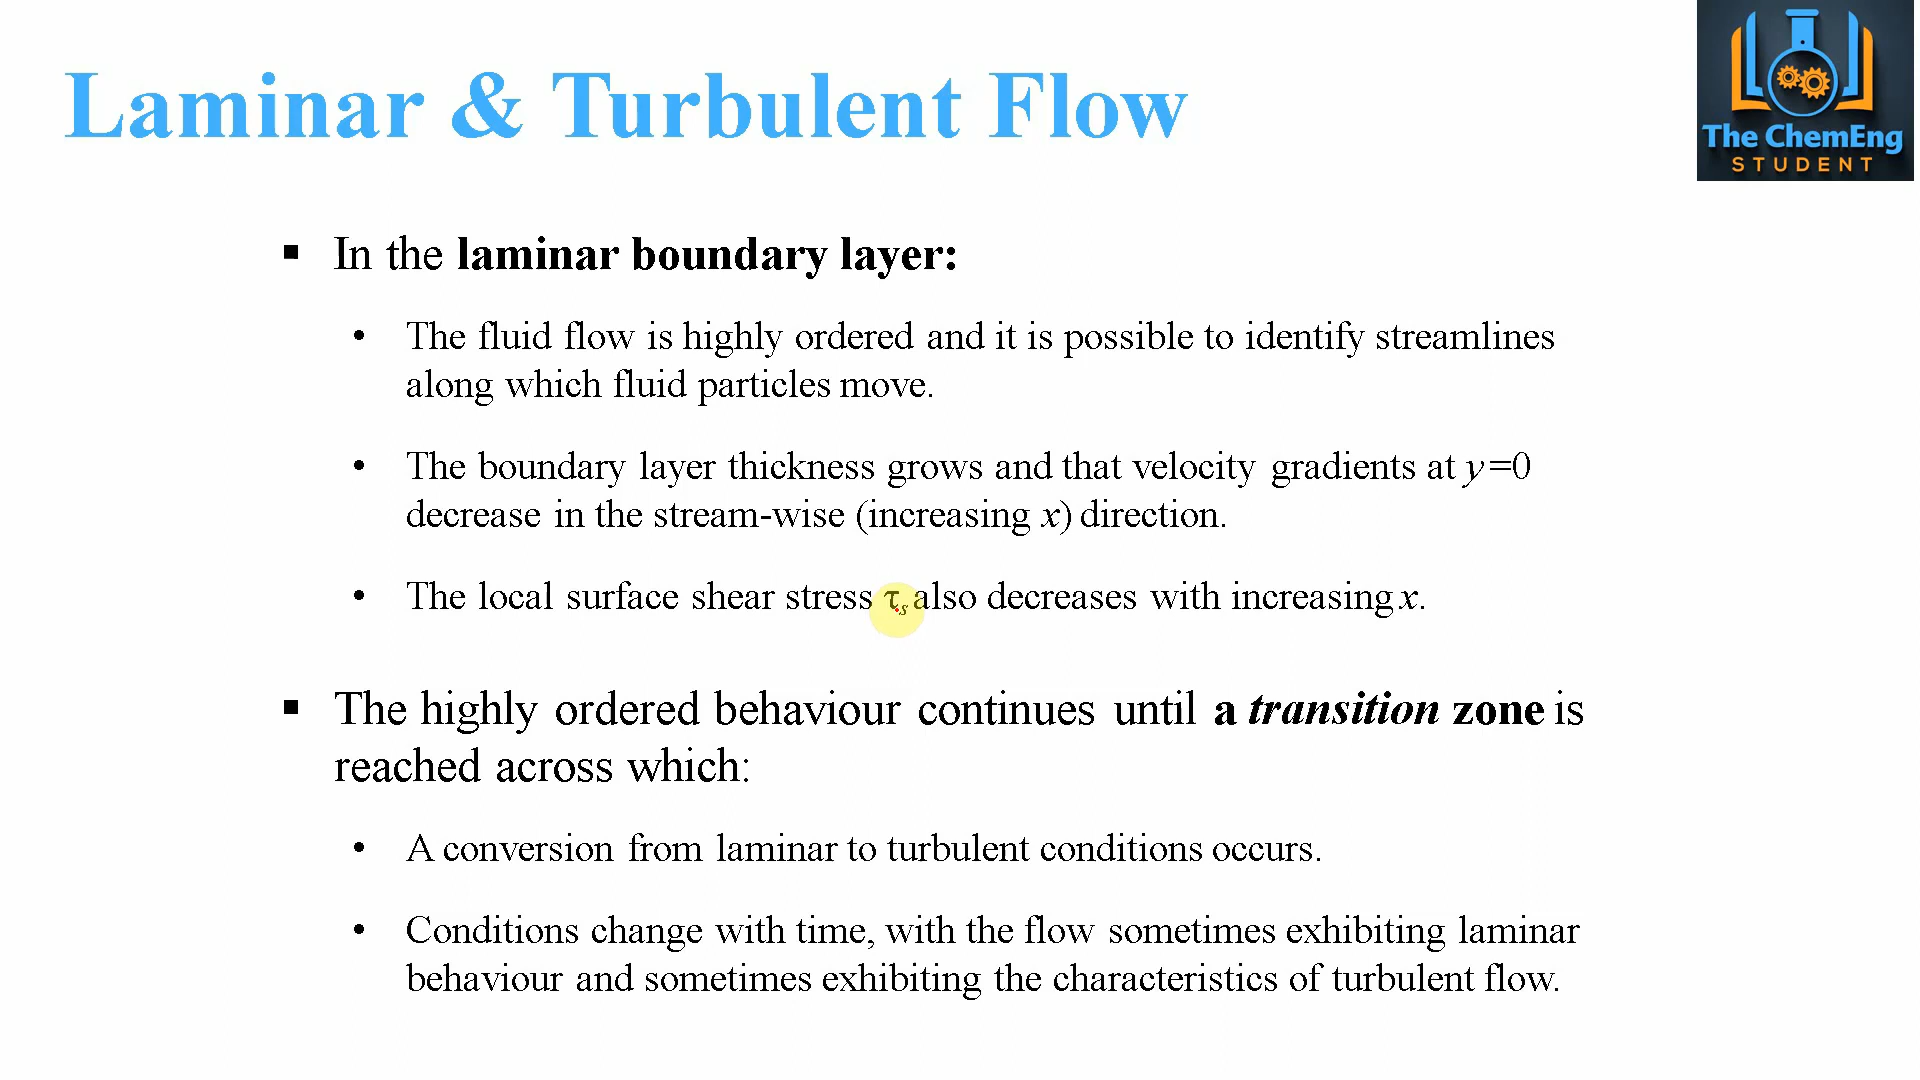 Laminar & Turbulent Flow
The ChemEng
STUDENT
▪ In the laminar boundary layer:
• The fluid flow is highly ordered and it is possible to identify streamlines
along which fluid particles move.
• The boundary layer thickness grows and that velocity gradients at y=0
decrease in the stream-wise (increasing x) direction.
• The local surface shear stress τs also decreases with increasing x.
▪ The highly ordered behaviour continues until a transition zone is
reached across which:
• A conversion from laminar to turbulent conditions occurs.
• Conditions change with time, with the flow sometimes exhibiting laminar
behaviour and sometimes exhibiting the characteristics of turbulent flow.